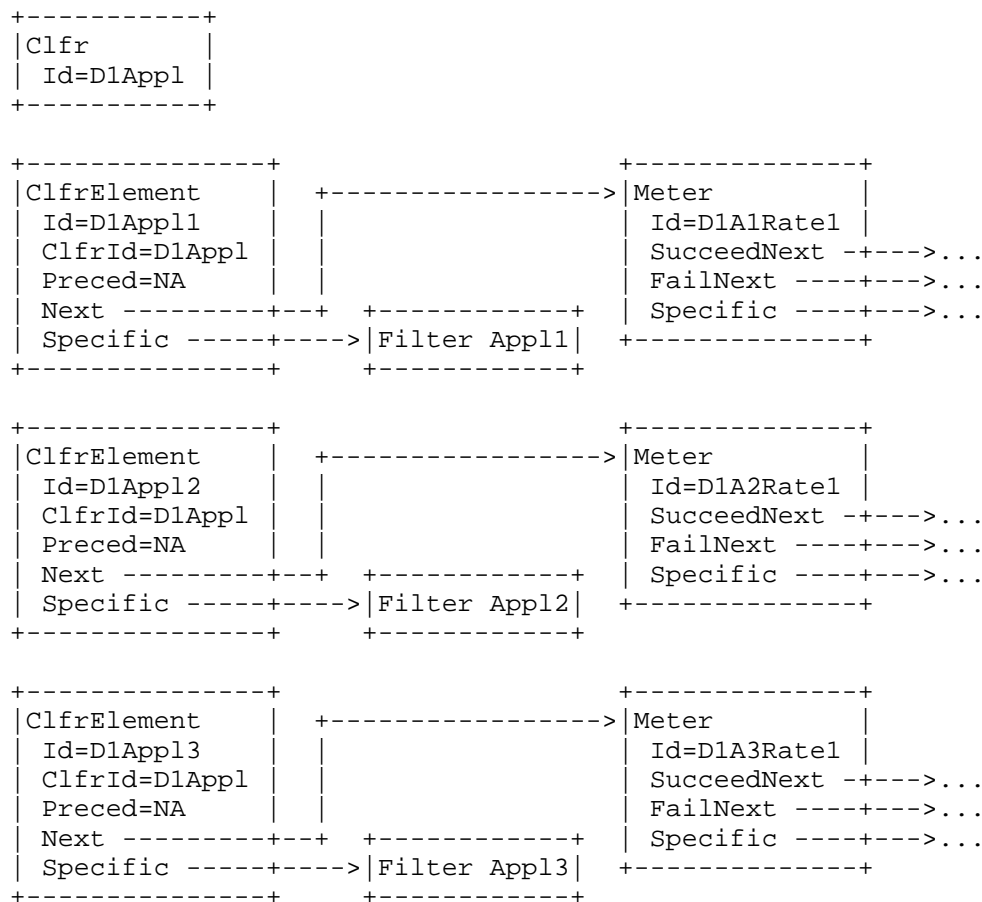 +-----------+
|Clfr       |
| Id=D1Appl |
+-----------+

+---------------+                      +--------------+
|ClfrElement    |  +----------------->|Meter         |
| Id=D1Appl1    |  |                  | Id=D1A1Rate1 |
| ClfrId=D1Appl |  |                  | SucceedNext -+--->...
| Preced=NA     |  |                  | FailNext ----+--->...
| Next ---------+--+  +------------+  | Specific ----+--->...
| Specific -----+---->|Filter Appl1|  +--------------+
+---------------+     +------------+

+---------------+                      +--------------+
|ClfrElement    |  +----------------->|Meter         |
| Id=D1Appl2    |  |                  | Id=D1A2Rate1 |
| ClfrId=D1Appl |  |                  | SucceedNext -+--->...
| Preced=NA     |  |                  | FailNext ----+--->...
| Next ---------+--+  +------------+  | Specific ----+--->...
| Specific -----+---->|Filter Appl2|  +--------------+
+---------------+     +------------+

+---------------+                      +--------------+
|ClfrElement    |  +----------------->|Meter         |
| Id=D1Appl3    |  |                  | Id=D1A3Rate1 |
| ClfrId=D1Appl |  |                  | SucceedNext -+--->...
| Preced=NA     |  |                  | FailNext ----+--->...
| Next ---------+--+  +------------+  | Specific ----+--->...
| Specific -----+---->|Filter Appl3|  +--------------+
+---------------+     +------------+